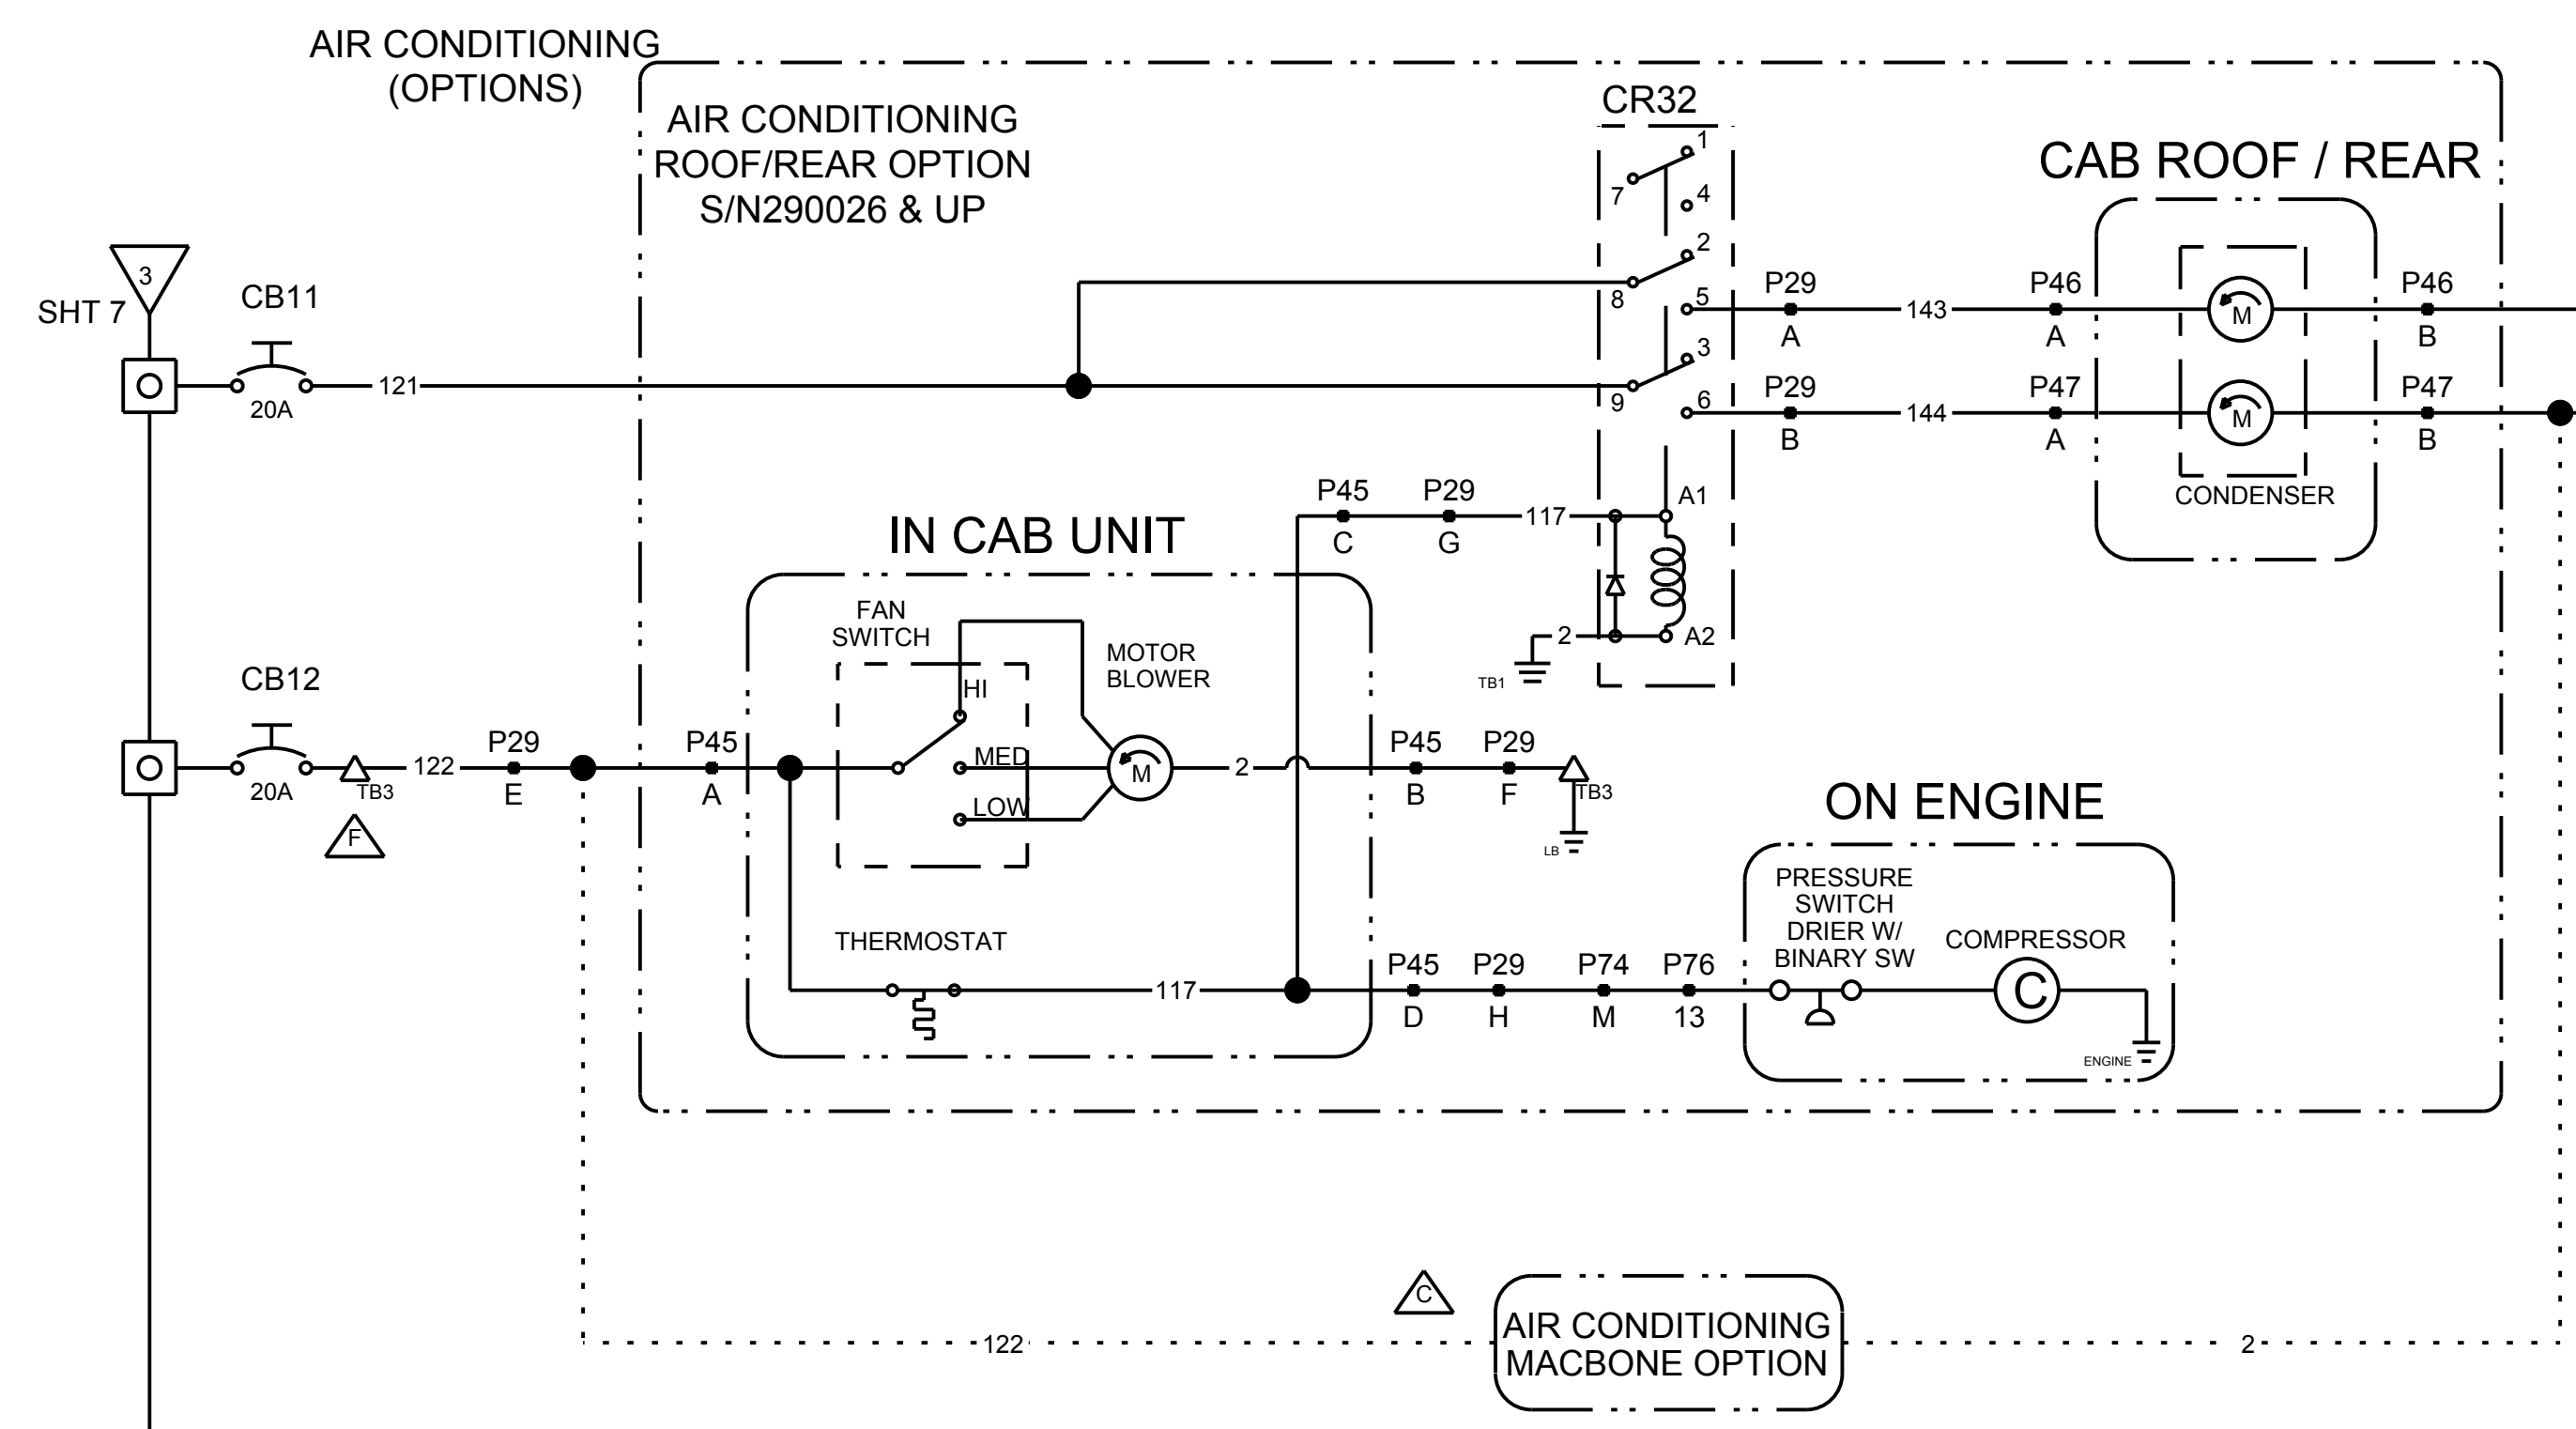 AIR CONDITIONING
(OPTIONS)
AIR CONDITIONING
ROOF/REAR OPTION
S/N290026 & UP
CR32
1
7
4
2
8
5
3
9
6
CAB ROOF / REAR
3
SHT 7
CB11
20A
121
P29
A
143
P46
A
M
P46
B
P29
B
144
P47
A
M
P47
B
CONDENSER
P45
C
P29
G
117
A1
2
A2
TB1
IN CAB UNIT
FAN
SWITCH
HI
MED
LOW
MOTOR
BLOWER
M
CB12
20A
TB3
F
122
P29
E
P45
A
2
P45
B
P29
F
TB3
LB
THERMOSTAT
117
P45
D
P29
H
P74
M
P76
13
ON ENGINE
PRESSURE
SWITCH
DRIER W/
BINARY SW
COMPRESSOR
C
ENGINE
122
C
AIR CONDITIONING
MACBONE OPTION
2